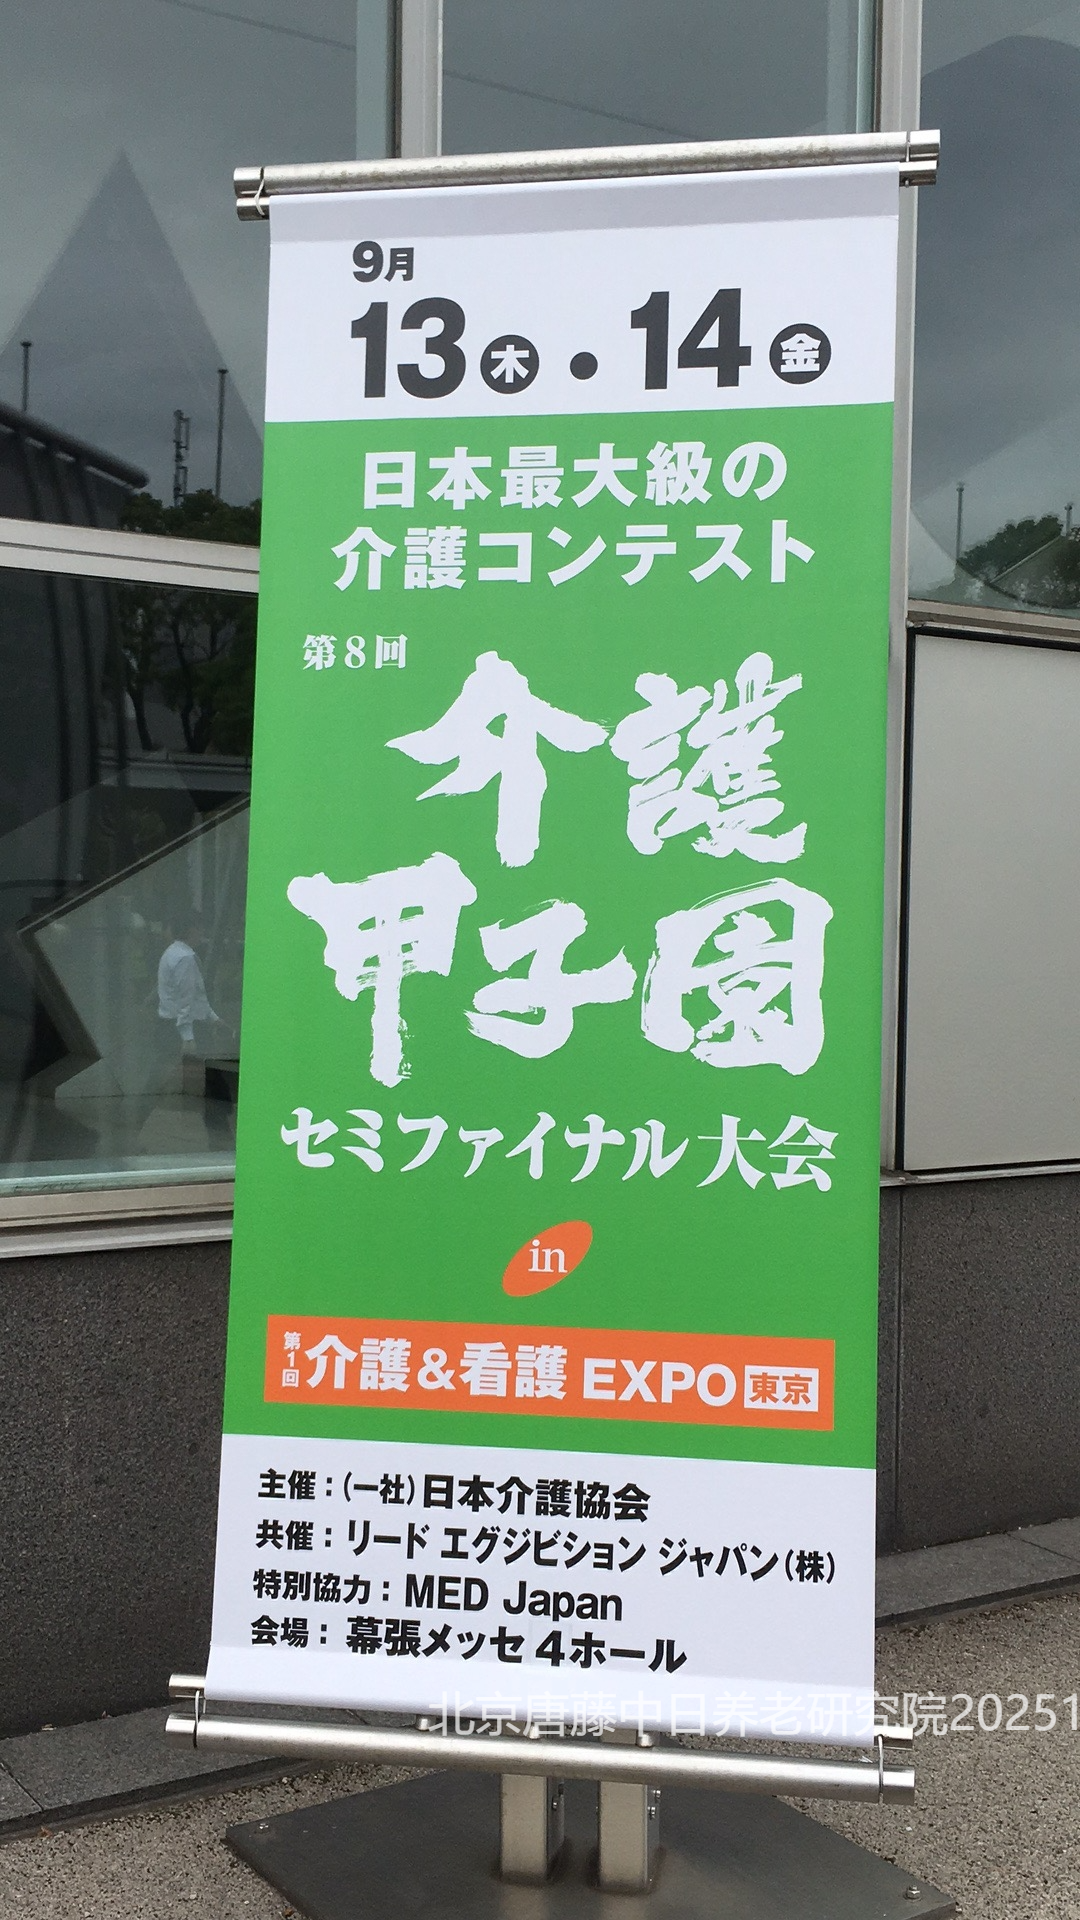 9月
13木・14金
日本最大級の
介護コンテスト
第8回
介護
甲子園
セミファイナル大会
in
第1回 介護&看護 EXPO 東京
主催：(一社)日本介護協会
共催：リード エグジビション ジャパン(株)
特別協力：MED Japan
会場：幕張メッセ 4ホール
北京唐藤中日养老研究院20251